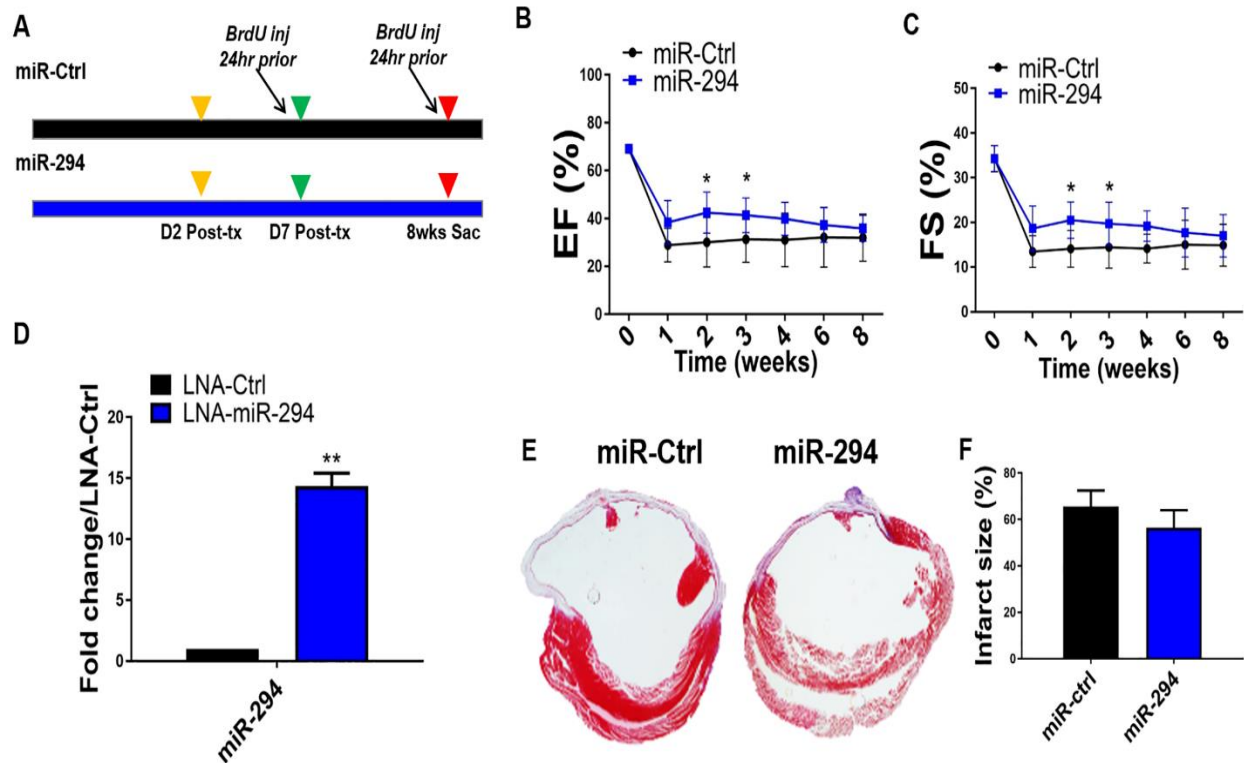 A
BrdU inj
24hr prior
BrdU inj
24hr prior
miR-Ctrl
miR-294
D2 Post-tx
D7 Post-tx
8wks Sac
B
miR-Ctrl
miR-294
EF (%)
100
80
60
40
20
0
*
*
0 1 2 3 4 6 8
Time (weeks)
C
miR-Ctrl
miR-294
FS (%)
50
40
30
20
10
0
*
*
0 1 2 3 4 6 8
Time (weeks)
D
LNA-Ctrl
LNA-miR-294
Fold change/LNA-Ctrl
20
15
10
5
0
**
miR-294
E
miR-Ctrl
miR-294
F
Infarct size (%)
80
60
40
20
0
miR-ctrl
miR-294